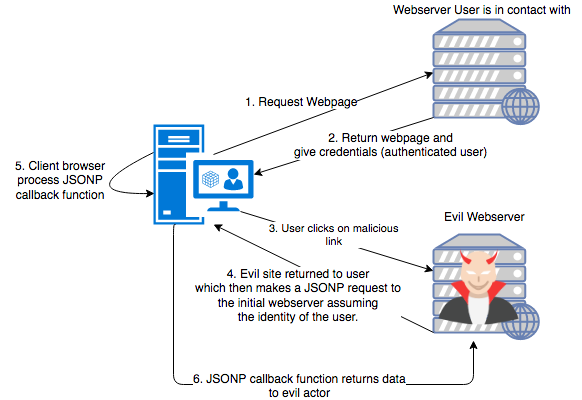 Webserver User is in contact with
1. Request Webpage
2. Return webpage and
give credentials (authenticated user)
5. Client browser
process JSONP
callback function
3. User clicks on malicious
link
Evil Webserver
4. Evil site returned to user
which then makes a JSONP request to
the initial webserver assuming
the identity of the user.
6. JSONP callback function returns data
to evil actor